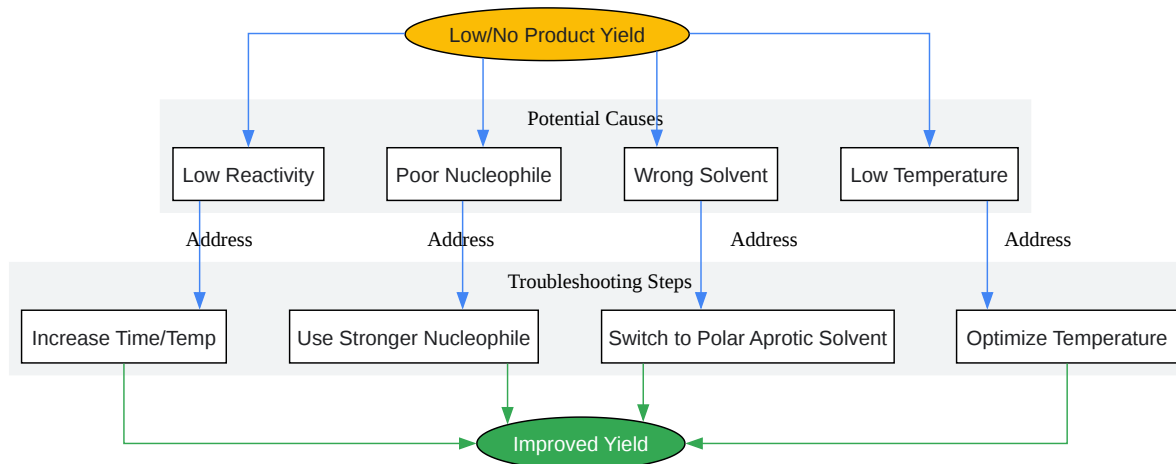 Low/No Product Yield
Potential Causes
Low Reactivity
Poor Nucleophile
Wrong Solvent
Low Temperature
Address
Address
Address
Address
Troubleshooting Steps
Increase Time/Temp
Use Stronger Nucleophile
Switch to Polar Aprotic Solvent
Optimize Temperature
Improved Yield